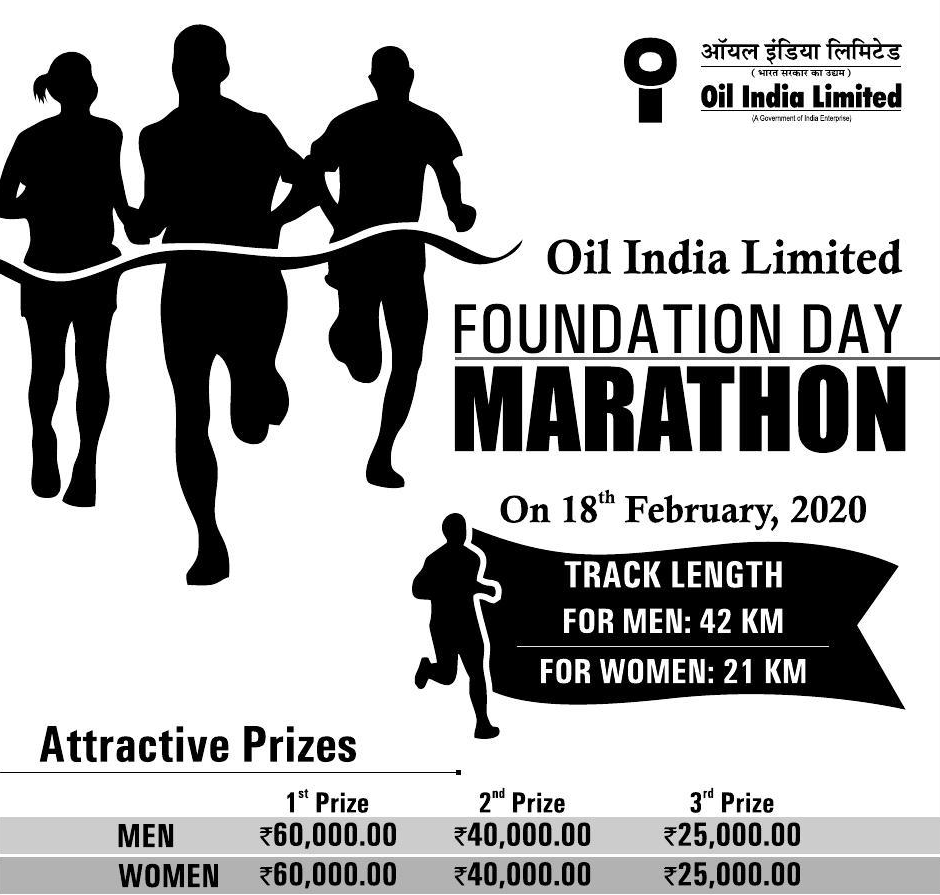 ऑयल इंडिया लिमिटेड
( भारत सरकार का उद्यम )
Oil India Limited
(A Government of India Enterprise)
Oil India Limited
FOUNDATION DAY
MARATHON
On 18th February, 2020
TRACK LENGTH
FOR MEN: 42 KM
FOR WOMEN: 21 KM
Attractive Prizes
1st Prize 2nd Prize 3rd Prize
MEN ₹60,000.00 ₹40,000.00 ₹25,000.00
WOMEN ₹60,000.00 ₹40,000.00 ₹25,000.00